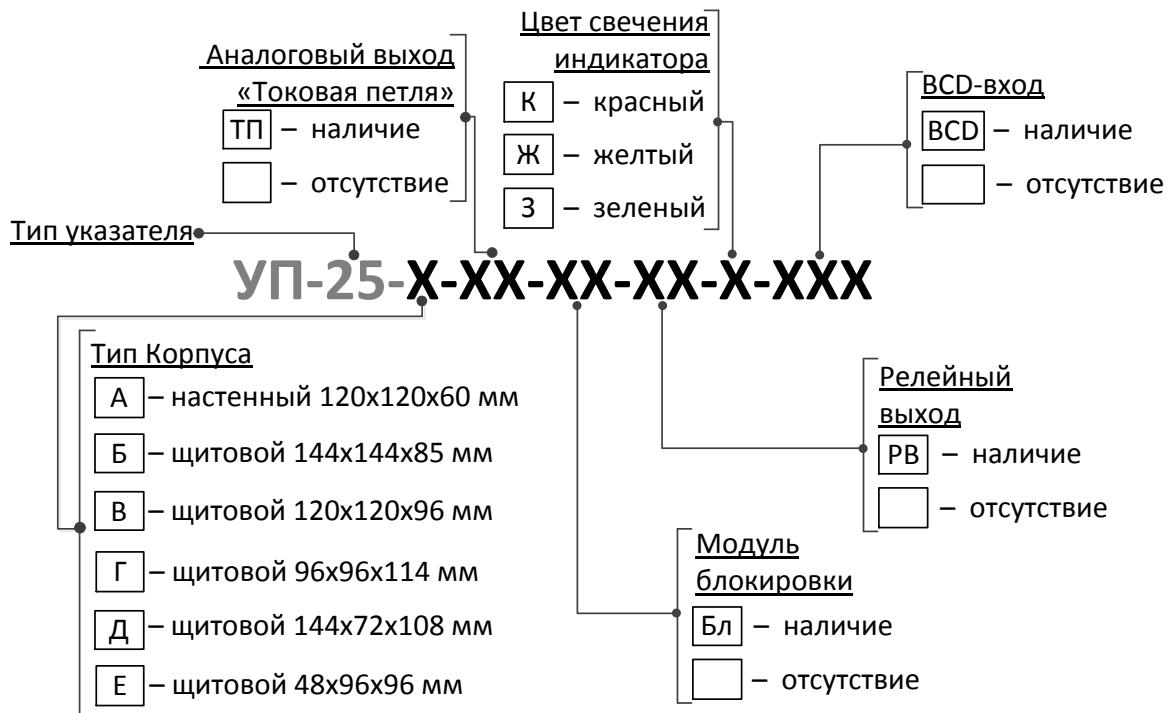 Аналоговый выход
«Токовая петля»
ТП – наличие
– отсутствие
Цвет свечения
индикатора
К – красный
Ж – желтый
З – зеленый
BCD-вход
BCD – наличие
– отсутствие
Тип указателя
УП-25-Х-ХХ-ХХ-ХХ-Х-ХХХ
Тип Корпуса
А – настенный 120х120х60 мм
Б – щитовой 144х144х85 мм
В – щитовой 120х120х96 мм
Г – щитовой 96х96х114 мм
Д – щитовой 144х72х108 мм
Е – щитовой 48х96х96 мм
Релейный
выход
РВ – наличие
– отсутствие
Модуль
блокировки
Бл – наличие
– отсутствие